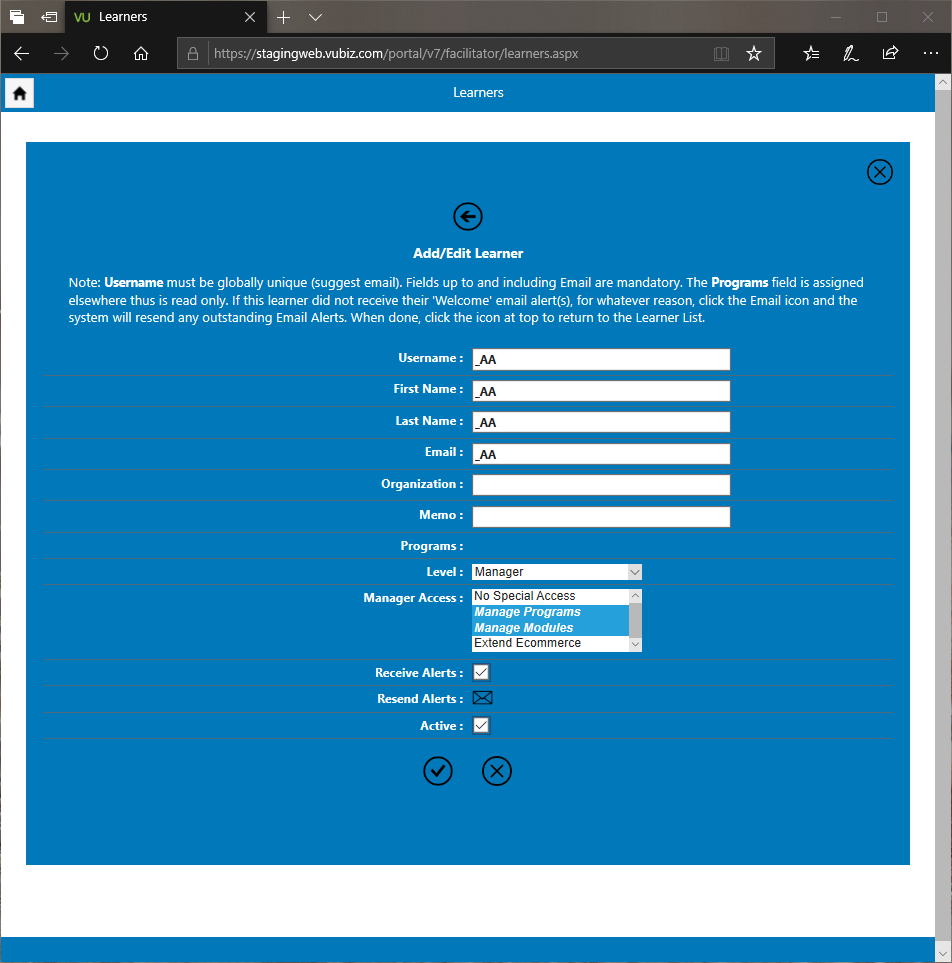 VU Learners
https://stagingweb.vubiz.com/portal/v7/facilitator/learners.aspx
Learners
Add/Edit Learner
Note: Username must be globally unique (suggest email). Fields up to and including Email are mandatory. The Programs field is assigned
elsewhere thus is read only. If this learner did not receive their 'Welcome' email alert(s), for whatever reason, click the Email icon and the
system will resend any outstanding Email Alerts. When done, click the icon at top to return to the Learner List.
Username : _AA
First Name : _AA
Last Name : _AA
Email : _AA
Organization :
Memo :
Programs :
Level : Manager
Manager Access : No Special Access
Manage Programs
Manage Modules
Extend Ecommerce
Receive Alerts :
Resend Alerts :
Active :